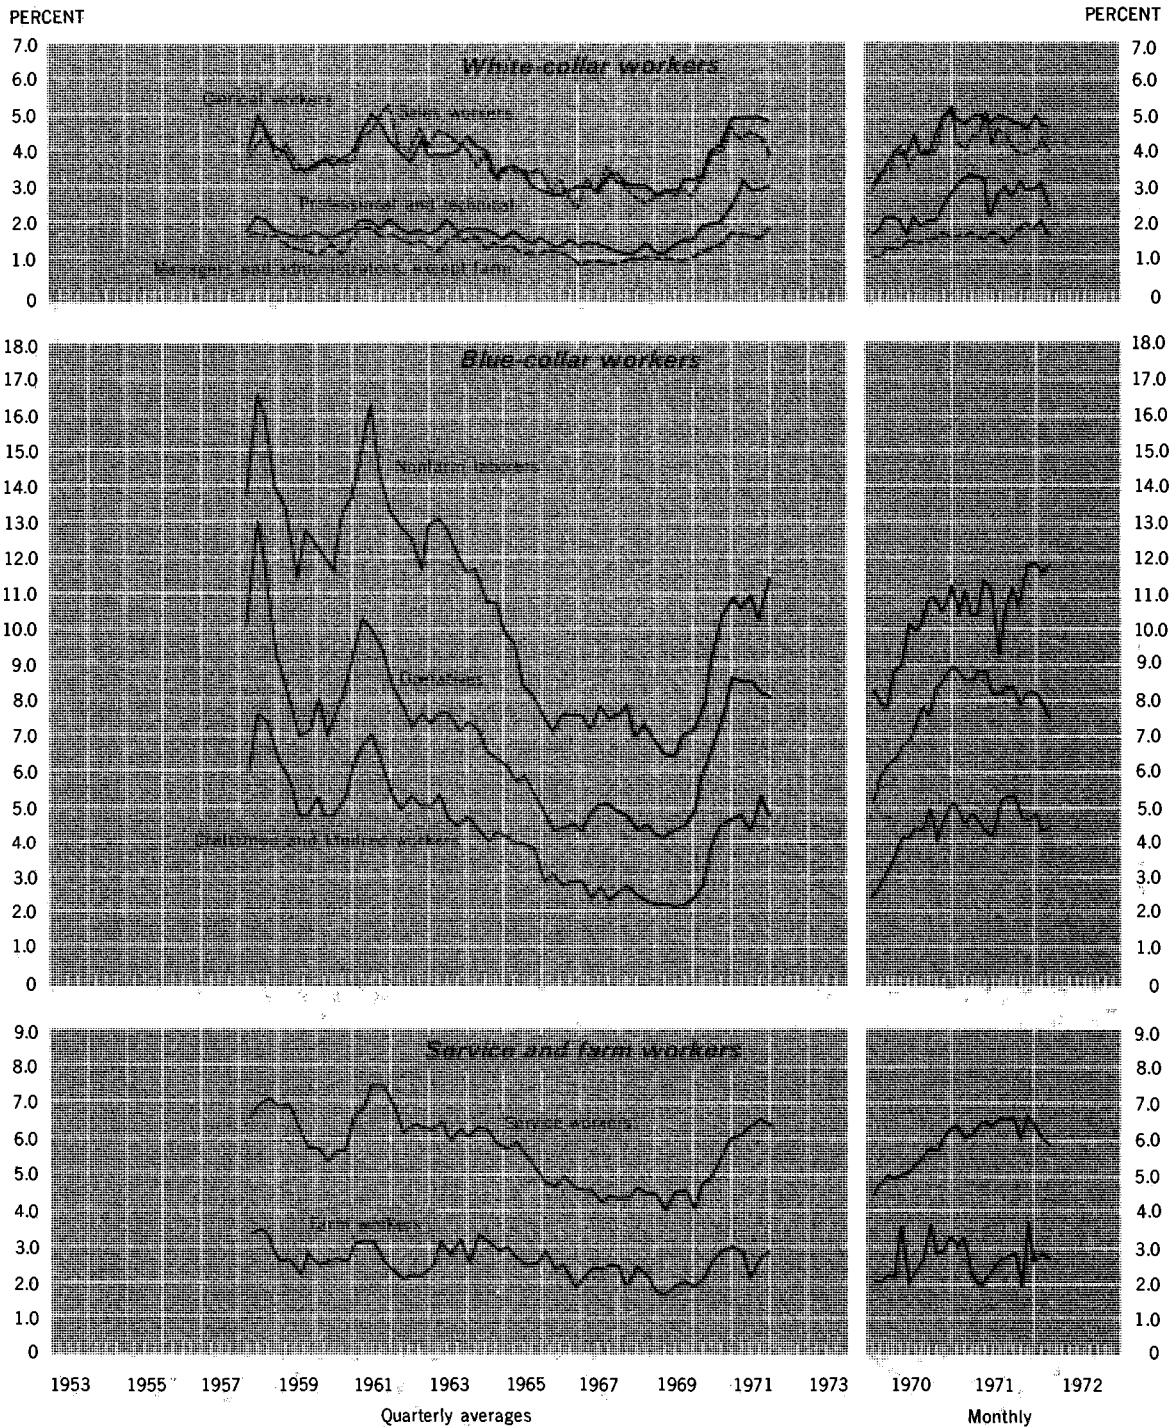 PERCENT PERCENT
White-collar workers
7.0 7.0
6.0 6.0
Clerical workers
Sales workers
5.0 5.0
4.0 4.0
3.0 3.0
Professional and technical
2.0 2.0
1.0 1.0
Managers and administrators, except farm
0 0
Blue-collar workers
18.0 18.0
17.0 17.0
16.0 16.0
15.0 15.0
Nonfarm laborers
14.0 14.0
13.0 13.0
12.0 12.0
11.0 11.0
10.0 10.0
9.0 9.0
Operatives
8.0 8.0
7.0 7.0
6.0 6.0
5.0 5.0
Craftsmen and kindred workers
4.0 4.0
3.0 3.0
2.0 2.0
1.0 1.0
0 0
Service and farm workers
9.0 9.0
8.0 8.0
7.0 7.0
Service workers
6.0 6.0
5.0 5.0
4.0 4.0
Farm workers
3.0 3.0
2.0 2.0
1.0 1.0
0 0
1953 1955 1957 1959 1961 1963 1965 1967 1969 1971 1973 1970 1971 1972
Quarterly averages Monthly